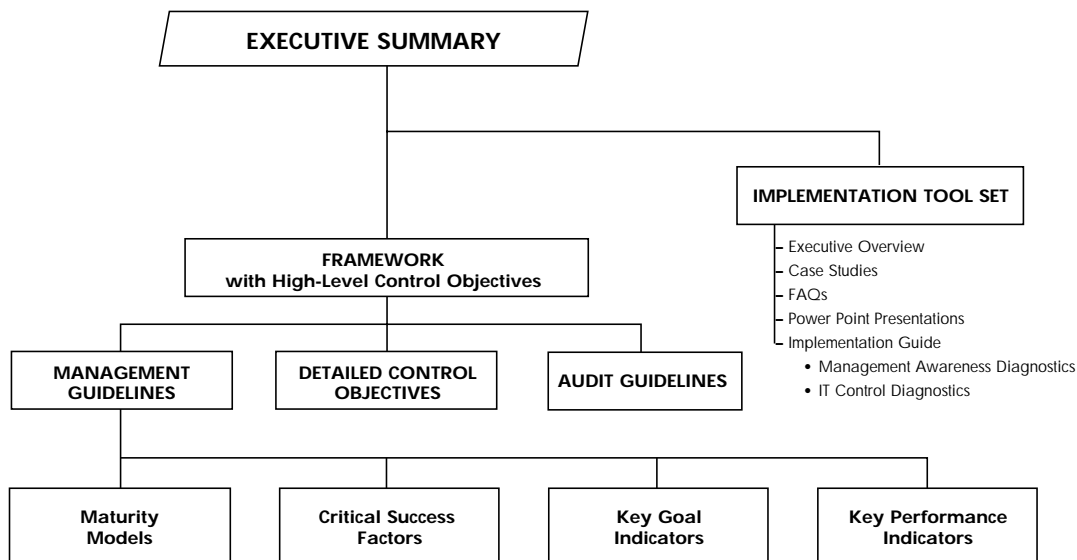 EXECUTIVE SUMMARY
IMPLEMENTATION TOOL SET
– Executive Overview
– Case Studies
– FAQs
– Power Point Presentations
– Implementation Guide
• Management Awareness Diagnostics
• IT Control Diagnostics
FRAMEWORK
with High-Level Control Objectives
MANAGEMENT
GUIDELINES
DETAILED CONTROL
OBJECTIVES
AUDIT GUIDELINES
Maturity
Models
Critical Success
Factors
Key Goal
Indicators
Key Performance
Indicators